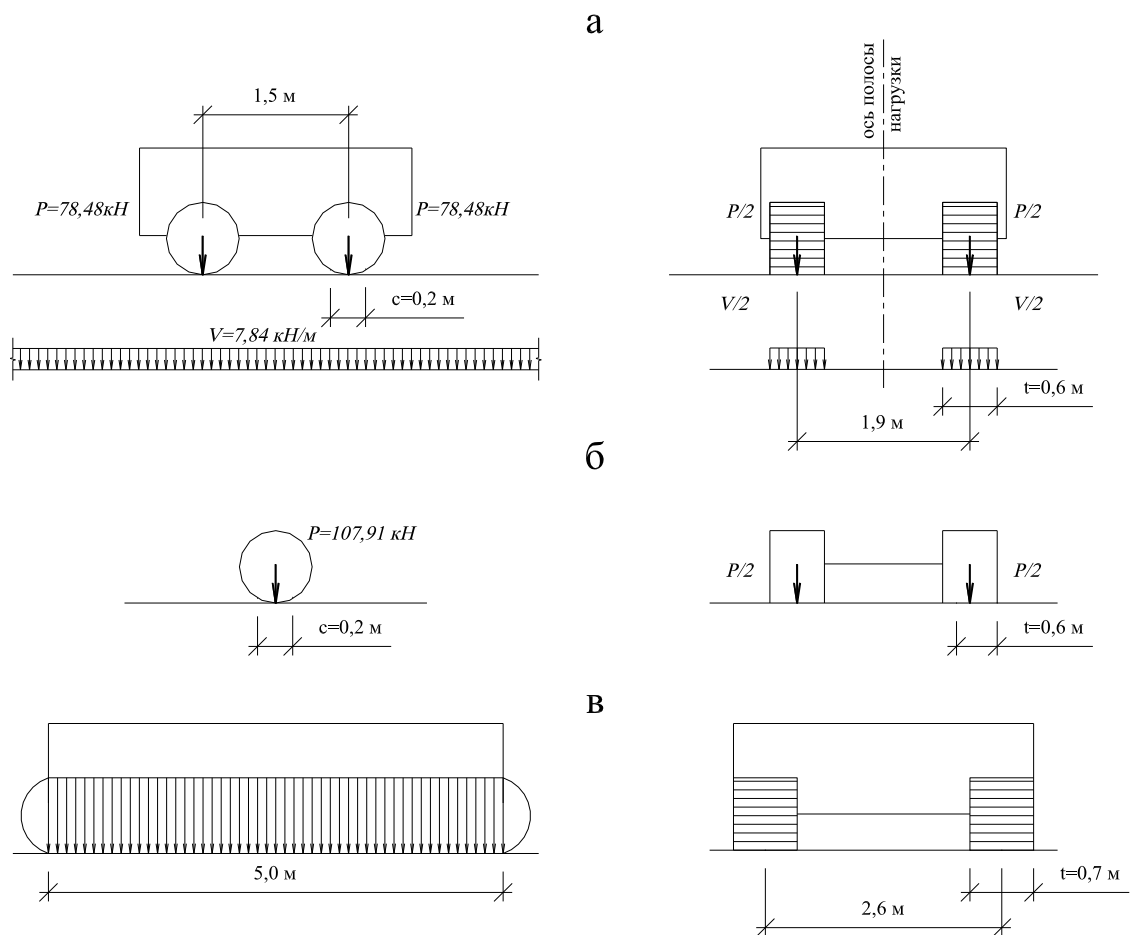 а
1,5 м
ось полосы
нагрузки
P=78,48кН
P=78,48кН
P/2
P/2
c=0,2 м
V/2
V/2
V=7,84 кН/м
t=0,6 м
1,9 м
б
P=107,91 кН
P/2
P/2
c=0,2 м
t=0,6 м
в
5,0 м
t=0,7 м
2,6 м